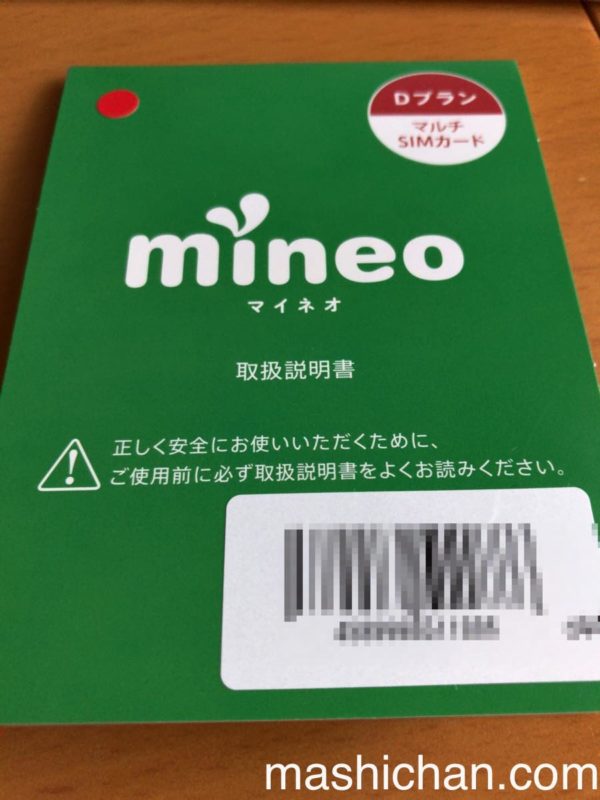 Dプラン
マルチ
SIMカード
mineo
マイネオ
取扱説明書
正しく安全にお使いいただくために、
ご使用前に必ず取扱説明書をよくお読みください。
mashichan.com